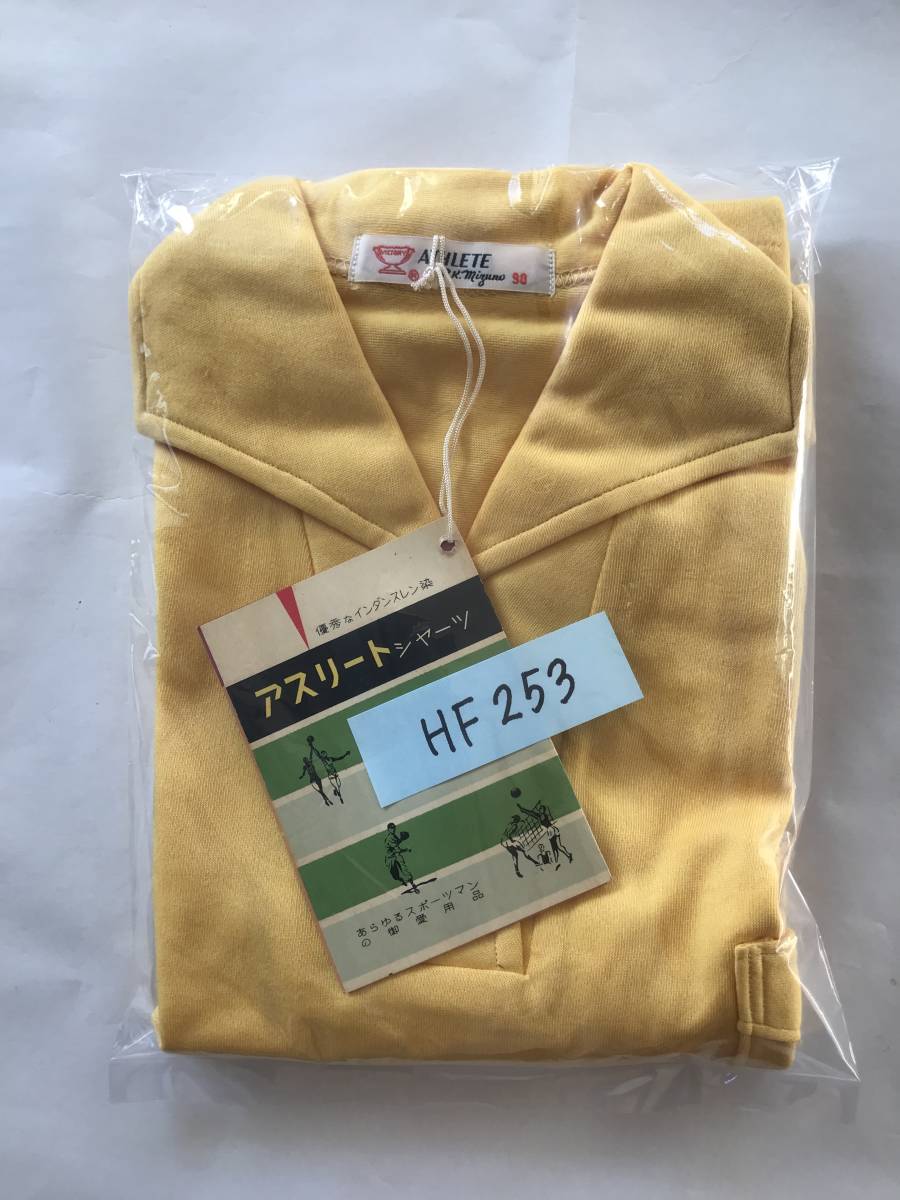 VICTORY
ATHLETE
® K. Mizuno 90
優秀なインダンスレン染
アスリートシャーツ
HF 253
あらゆるスポーツマン
の御愛用品